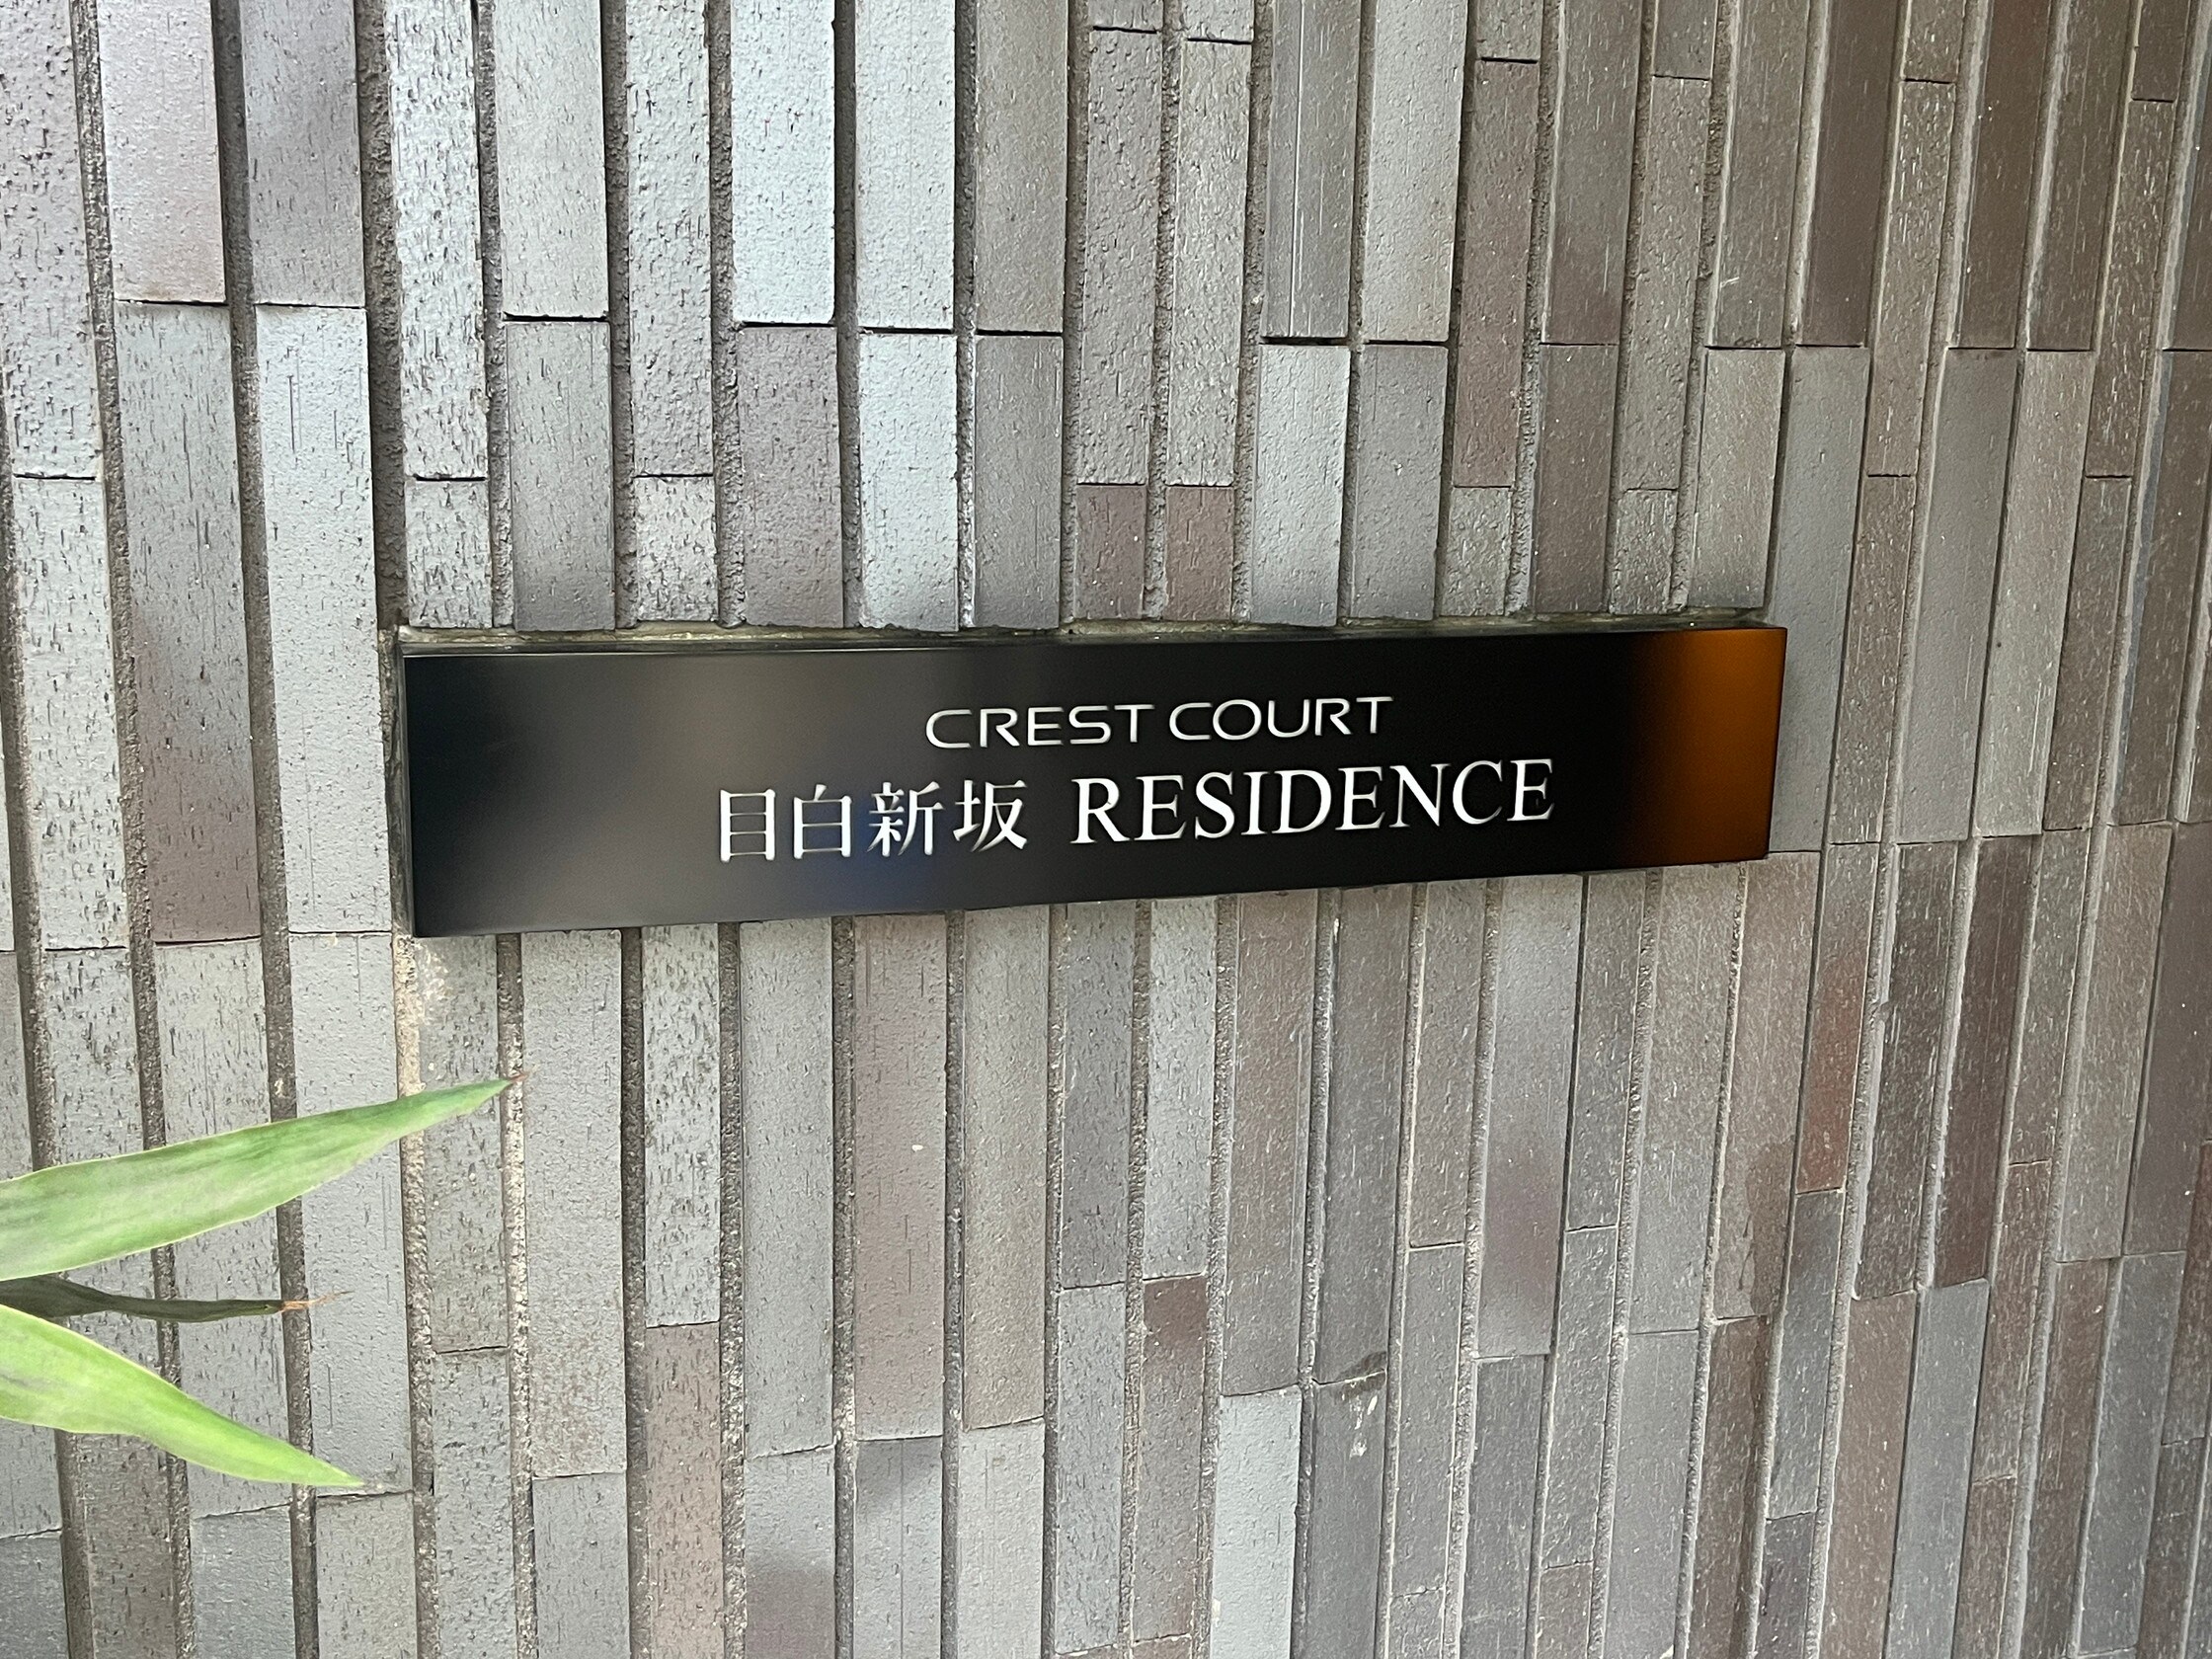 CREST COURT
目白新坂 RESIDENCE